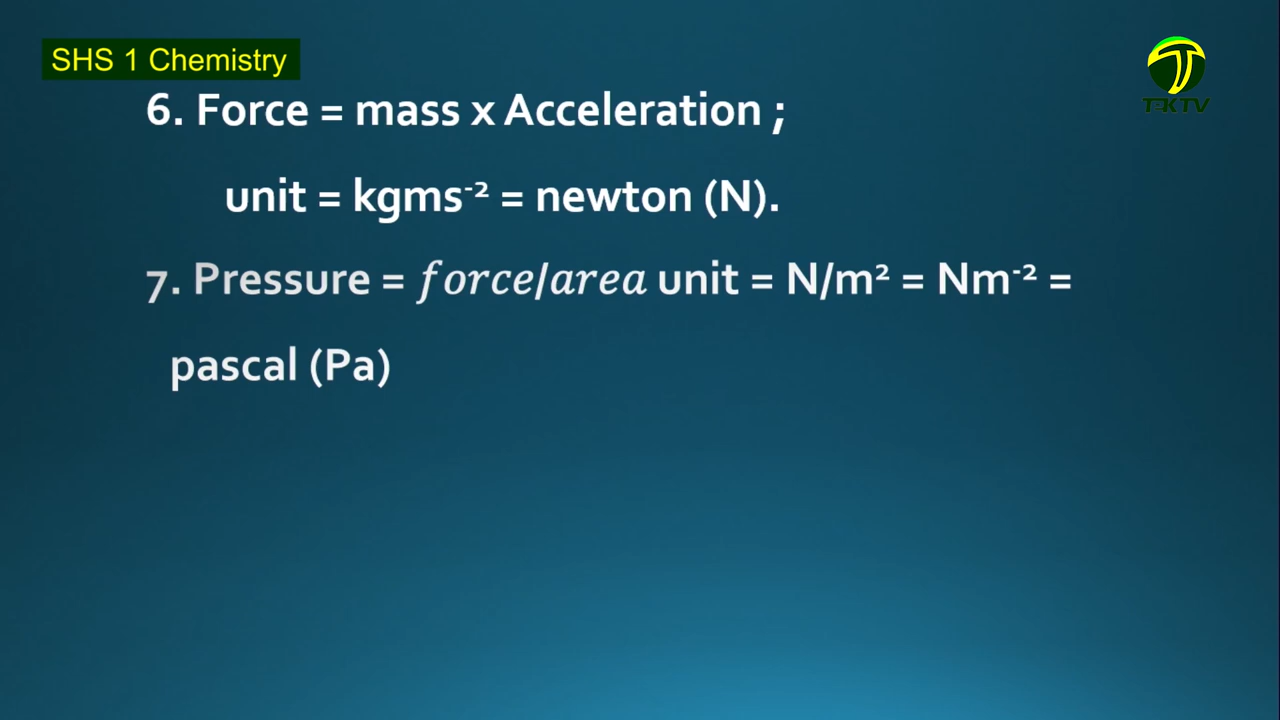 SHS 1 Chemistry
TEKTV
6. Force = mass x Acceleration ;
unit = kgms⁻² = newton (N).
7. Pressure = force/area unit = N/m² = Nm⁻² =
pascal (Pa)